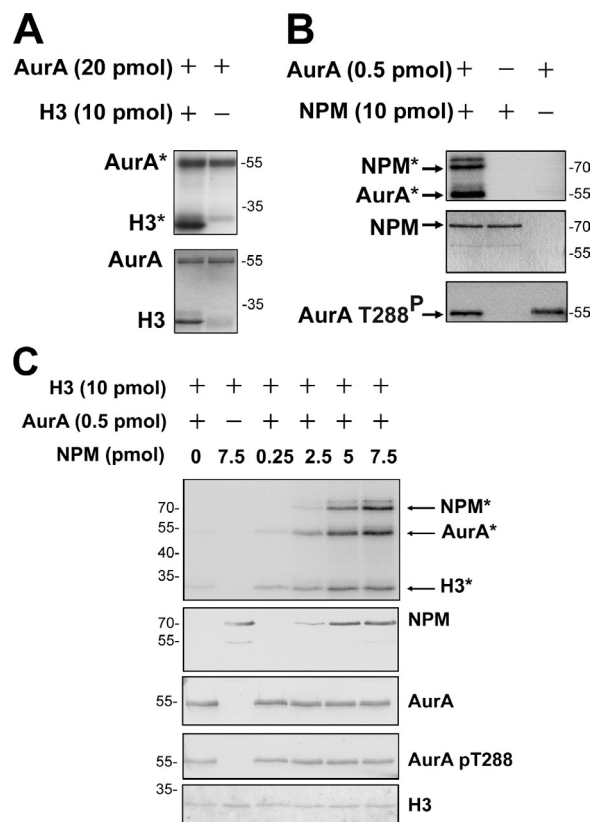 A
AurA (20 pmol) + +
H3 (10 pmol) + −
AurA*
-55
-35
H3*
AurA
-55
-35
H3
B
AurA (0.5 pmol) + − +
NPM (10 pmol) + + −
NPM*
-70
AurA*
-55
NPM
-70
-55
AurA T288P
-55
C
H3 (10 pmol) + + + + + +
AurA (0.5 pmol) + − + + + +
NPM (pmol) 0 7.5 0.25 2.5 5 7.5
70-
NPM*
55-
AurA*
40-
35-
H3*
70-
NPM
55-
55-
AurA
55-
AurA pT288
35-
H3